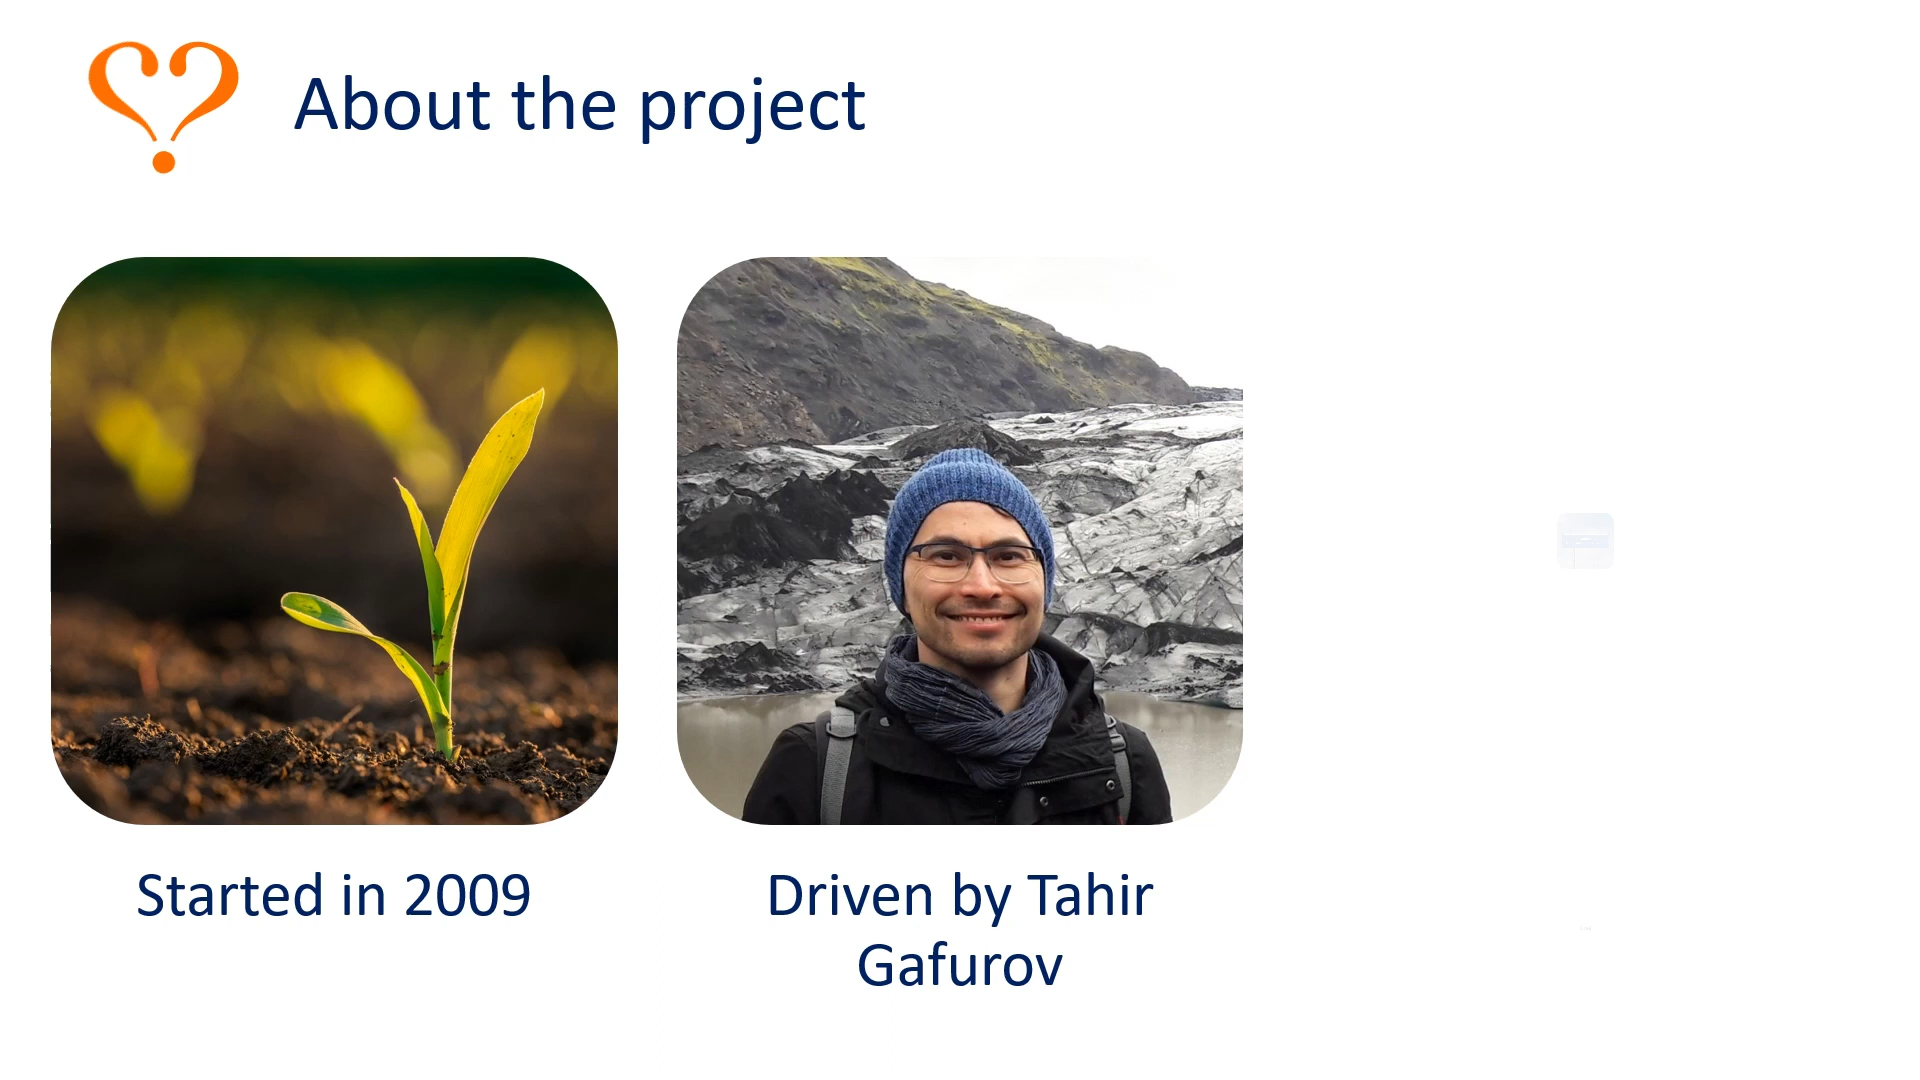 About the project
Started in 2009
Driven by Tahir
Gafurov